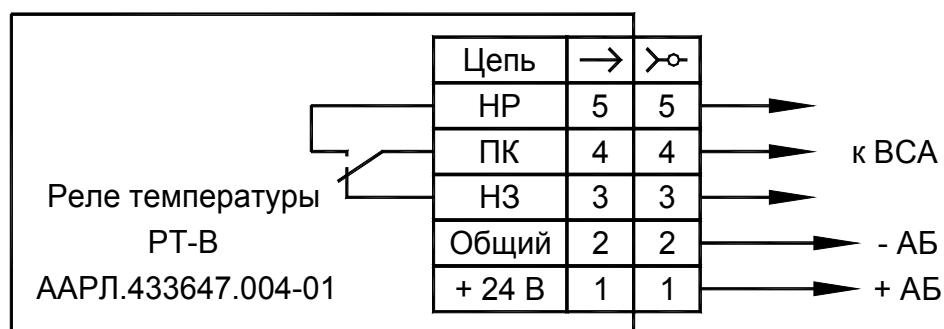 Цепь
НР 5 5
ПК 4 4 к ВСА
НЗ 3 3
Реле температуры
РТ-В
ААРЛ.433647.004-01
Общий 2 2 - АБ
+ 24 В 1 1 + АБ